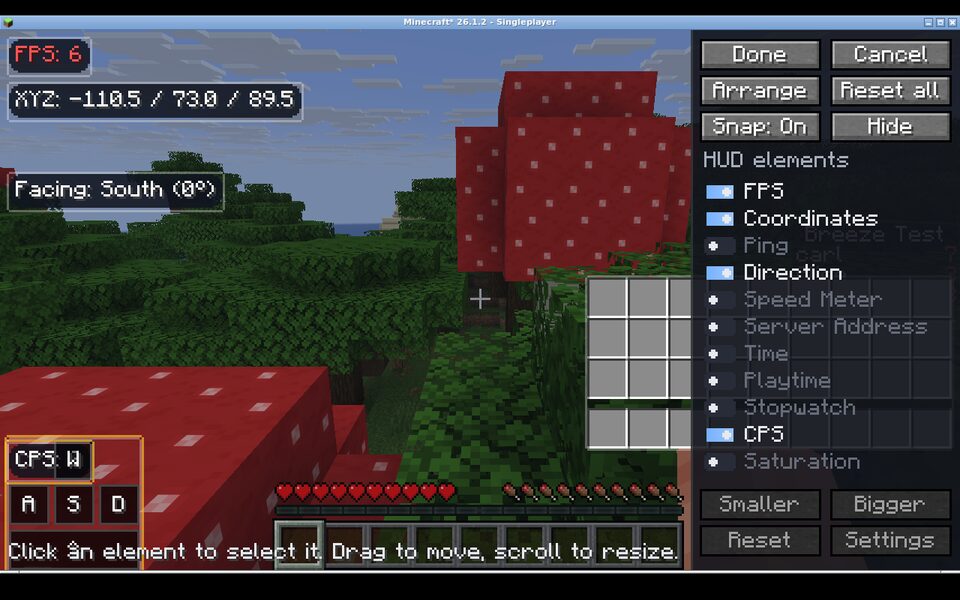 Minecraft* 26.1.2 - Singleplayer
FPS: 6
XYZ: -110.5 / 73.0 / 89.5
Facing: South (0°)
Done
Cancel
Arrange
Reset all
Snap: On
Hide
HUD elements
FPS
Coordinates
Ping
Breeze Test
carl
Direction
Speed Meter
Server Address
Time
Playtime
Stopwatch
CPS
Saturation
CPS: W
A S D
Smaller
Bigger
Reset
Settings
Click an element to select it. Drag to move, scroll to resize.